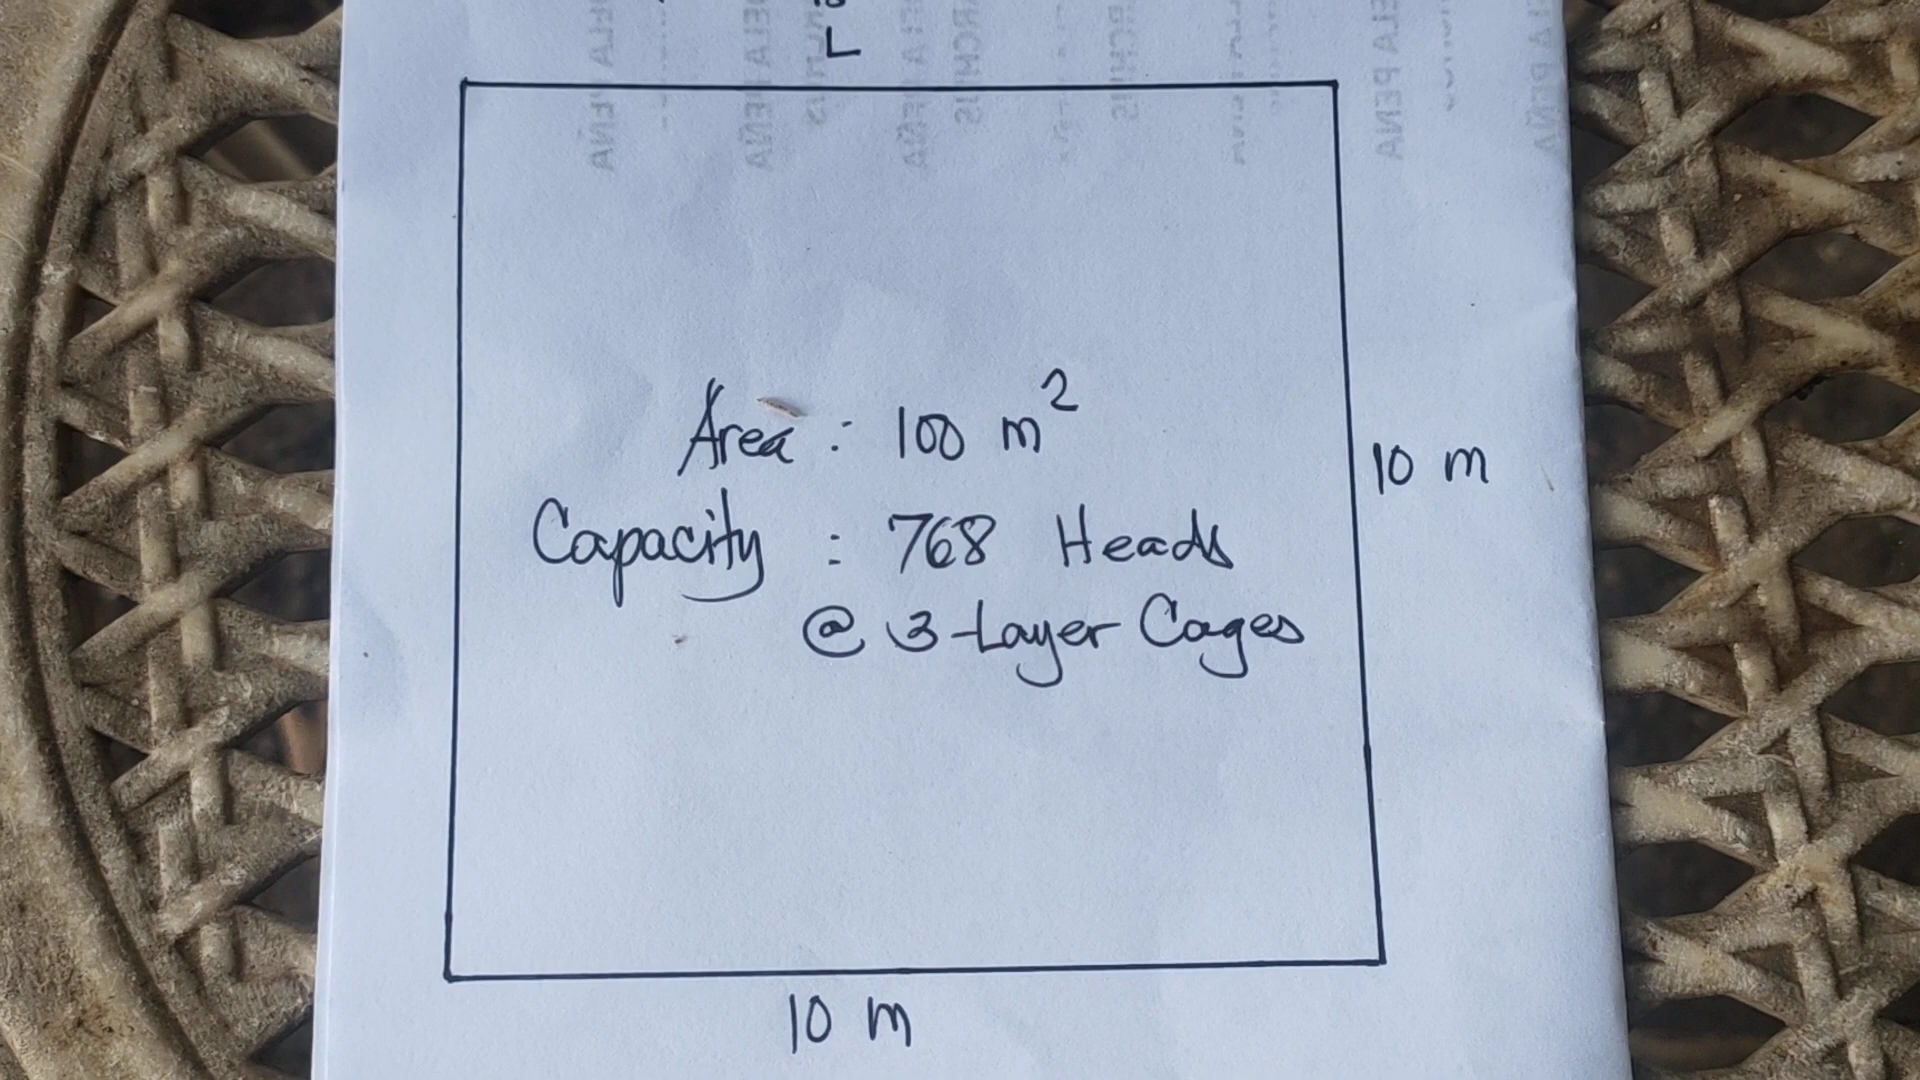 Area : 100 m²
Capacity : 768 Heads
@ 3-Layer Cages
10 m
10 m